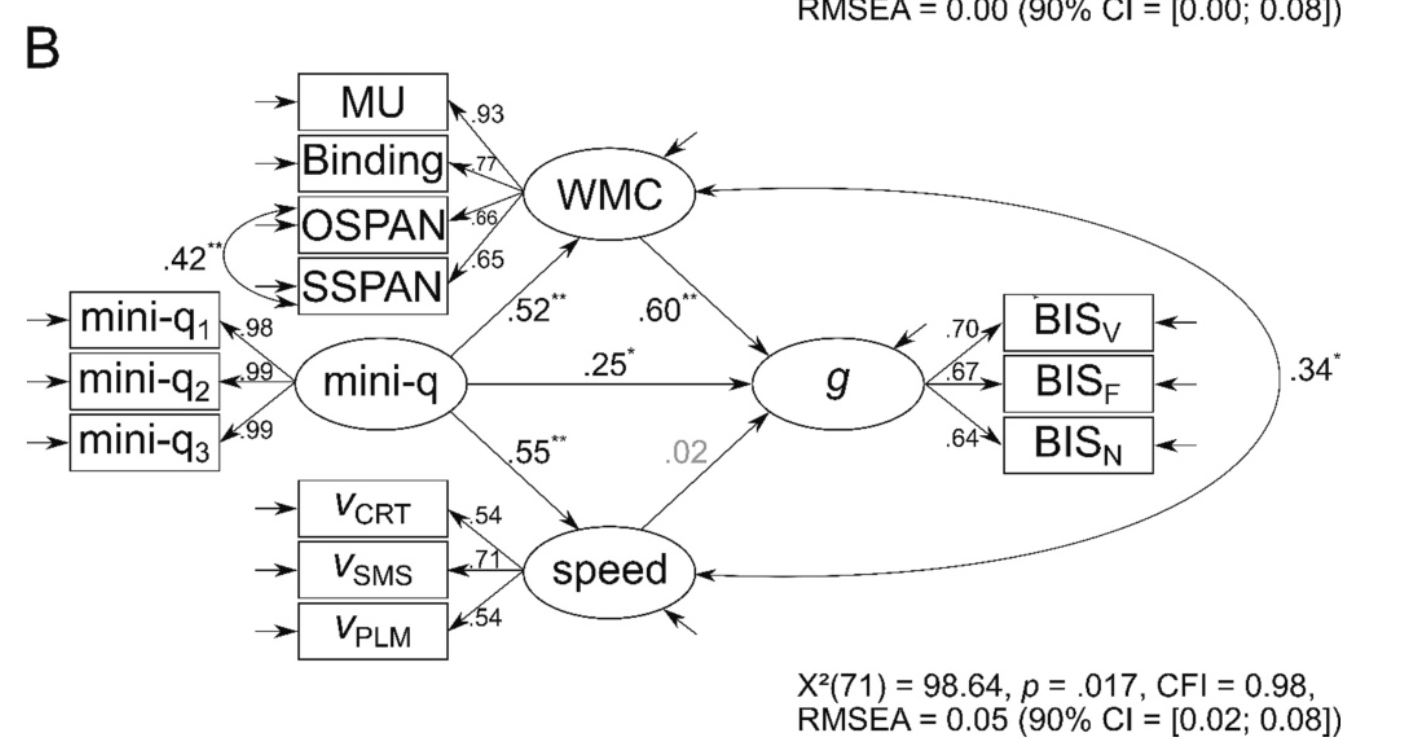 RMSEA = 0.00 (90% CI = [0.00; 0.08])
B
MU
.93
Binding
.77
WMC
OSPAN
.66
.42**
SSPAN
.65
mini-q1
.98
.52**
.60**
BISV
.70
mini-q2
.99
mini-q
.25*
g
.67
BISF
.34*
mini-q3
.99
.55**
.02
.64
BISN
vCRT
.54
vSMS
.71
speed
vPLM
.54
X²(71) = 98.64, p = .017, CFI = 0.98,
RMSEA = 0.05 (90% CI = [0.02; 0.08])